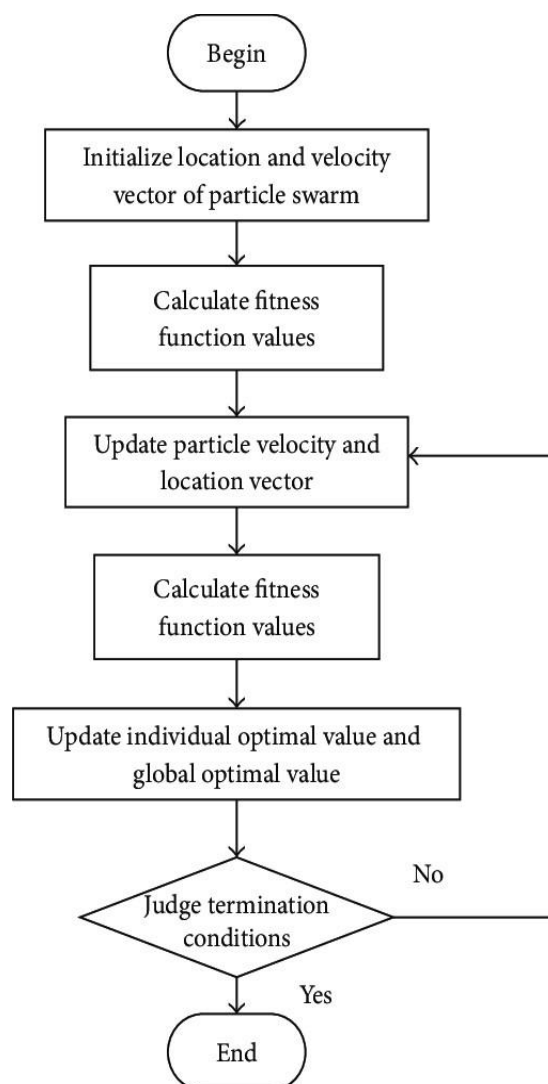 Begin
Initialize location and velocity
vector of particle swarm
Calculate fitness
function values
Update particle velocity and
location vector
Calculate fitness
function values
Update individual optimal value and
global optimal value
Judge termination
conditions
No
Yes
End